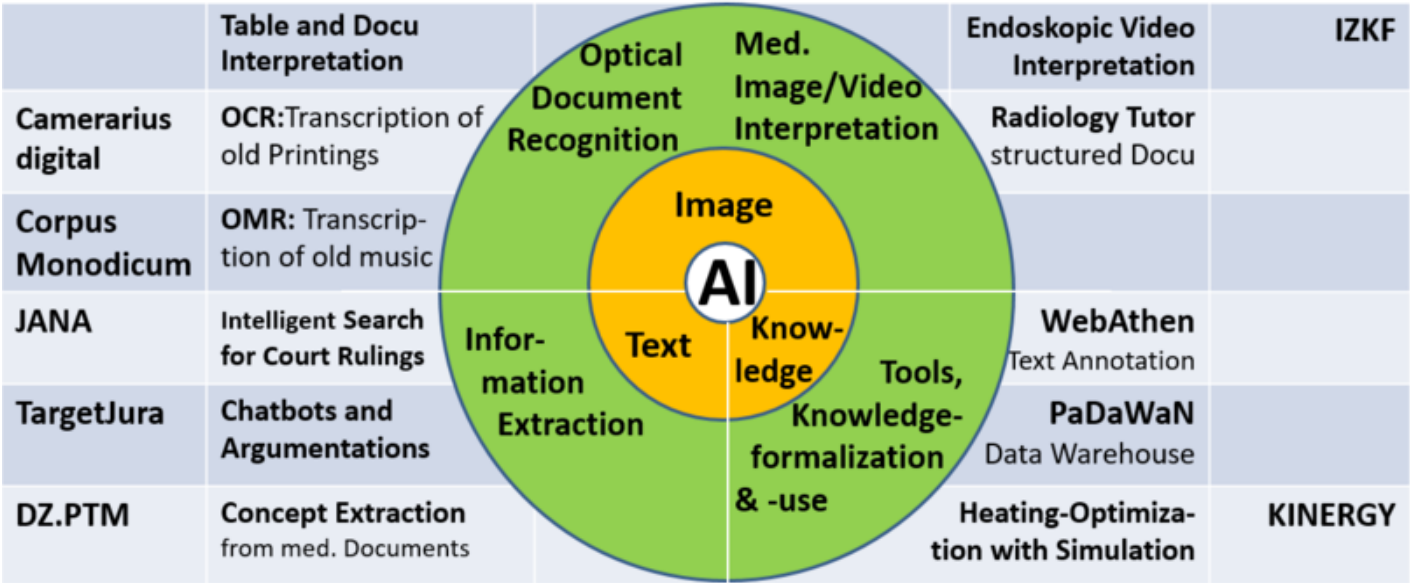 Table and Docu
Interpretation
Camerarius
digital
OCR:Transcription of
old Printings
Corpus
Monodicum
OMR: Transcrip-
tion of old music
JANA
Intelligent Search
for Court Rulings
TargetJura
Chatbots and
Argumentations
DZ.PTM
Concept Extraction
from med. Documents
Optical
Document
Recognition
Med.
Image/Video
Interpretation
Image
AI
Text
Know-
ledge
Infor-
mation
Extraction
Tools,
Knowledge-
formalization
& -use
Endoskopic Video
Interpretation
IZKF
Radiology Tutor
structured Docu
WebAthen
Text Annotation
PaDaWaN
Data Warehouse
Heating-Optimiza-
tion with Simulation
KINERGY